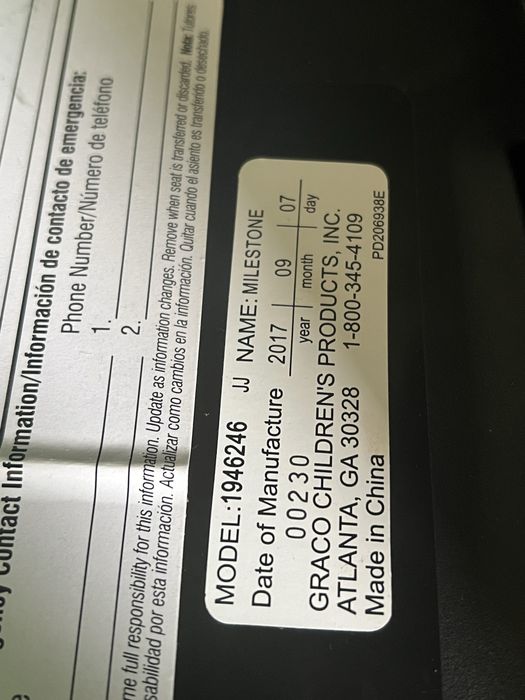 Contact Information/Información de contacto de emergencia:
Phone Number/Número de teléfono
1.
2.
me full responsibility for this information. Update as information changes. Remove when seat is transferred or discarded. Nota: Tutores
sabilidad por esta información. Actualizar como cambios en la información. Quitar cuando el asiento es transferido o desechado.
MODEL:1946246 JJ NAME:MILESTONE
Date of Manufacture 2017 | 09 | 07
year month day
00230
GRACO CHILDREN'S PRODUCTS, INC.
ATLANTA, GA 30328 1-800-345-4109
Made in China PD206938E